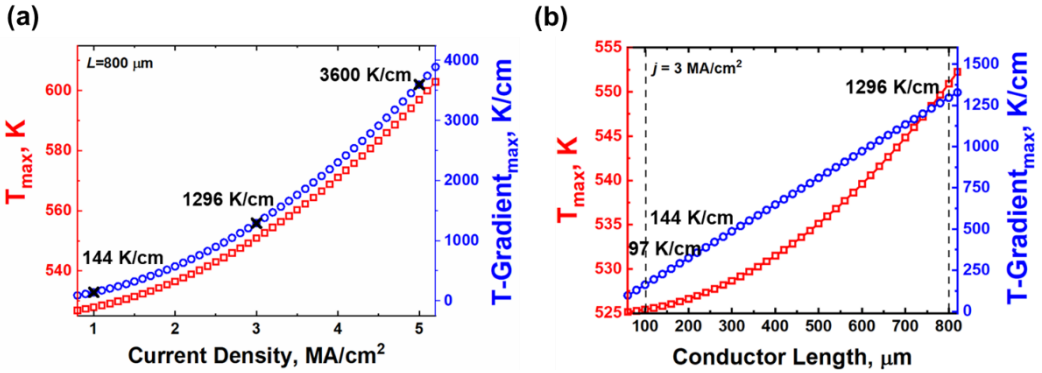 (a)
L=800 μm
3600 K/cm
1296 K/cm
144 K/cm
600
580
560
540
T_max, K
4000
3000
2000
1000
0
T-Gradient_max, K/cm
1 2 3 4 5
Current Density, MA/cm²
(b)
j = 3 MA/cm²
1296 K/cm
144 K/cm
97 K/cm
555
550
545
540
535
530
525
T_max, K
1500
1250
1000
750
500
250
0
T-Gradient_max, K/cm
100 200 300 400 500 600 700 800
Conductor Length, μm